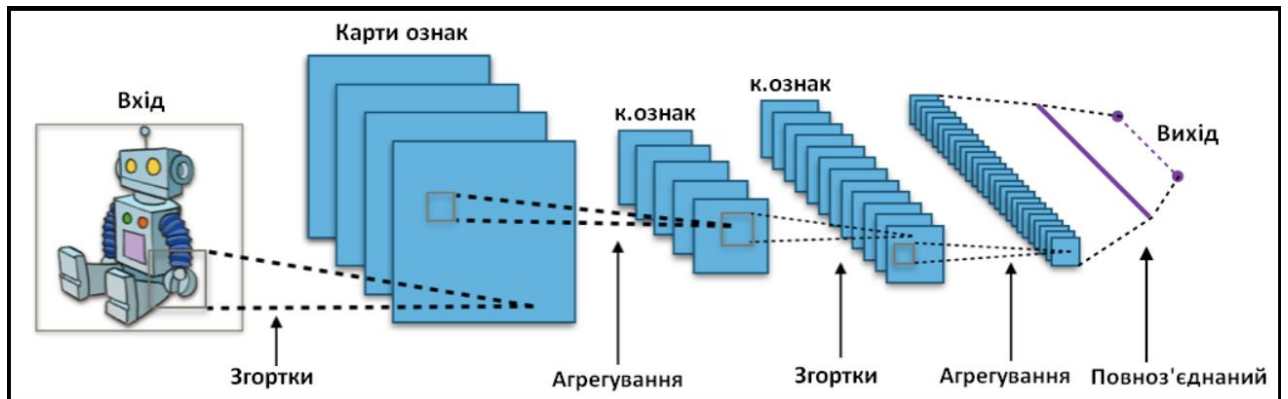 Карти ознак
Вхід
к.ознак
к.ознак
Вихід
Згортки
Агрегування
Згортки
Агрегування
Повноз'єднаний